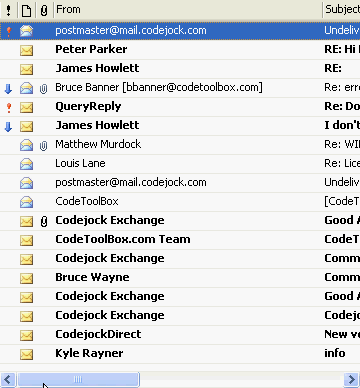 ! From Subject
postmaster@mail.codejock.com Undeliv
Peter Parker RE: Hi
James Howlett RE:
Bruce Banner [bbanner@codetoolbox.com] Re: erro
QueryReply Re: Do
James Howlett I don't
Matthew Murdock RE: WI
Louis Lane Re: Lice
postmaster@mail.codejock.com Undeliv
CodeToolBox [CodeT
Codejock Exchange Good A
CodeToolBox.com Team CodeTo
Codejock Exchange Comm
Bruce Wayne Comm
Codejock Exchange Good A
Codejock Exchange Codejo
CodejockDirect New ve
Kyle Rayner info